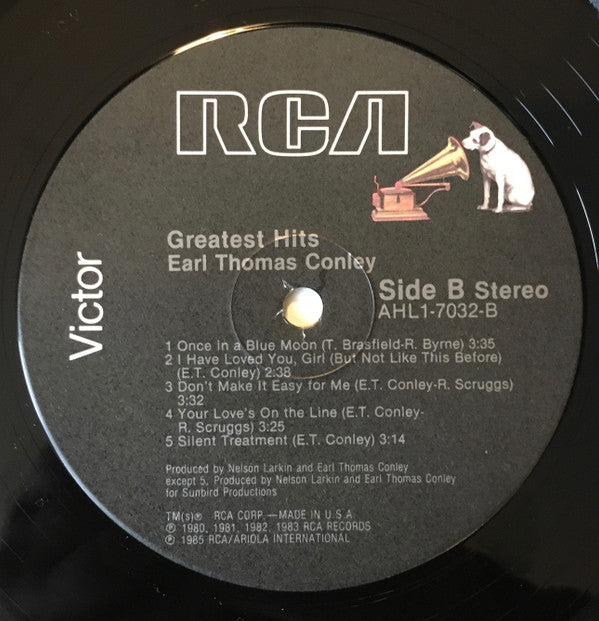 RCA
Victor
Greatest Hits
Earl Thomas Conley
Side B Stereo
AHL1-7032-B
1 Once in a Blue Moon (T. Brasfield-R. Byrne) 3:35
2 I Have Loved You, Girl (But Not Like This Before)
(E.T. Conley) 2:38
3 Don't Make It Easy for Me (E.T. Conley-R. Scruggs)
3:32
4 Your Love's On the Line (E.T. Conley-
R. Scruggs) 3:25
5 Silent Treatment (E.T. Conley) 3:14
Produced by Nelson Larkin and Earl Thomas Conley
except 5, Produced by Nelson Larkin and Earl Thomas Conley
for Sunbird Productions
TM(s)® RCA CORP.—MADE IN U.S.A.
℗ 1980, 1981, 1982, 1983 RCA RECORDS
℗ 1985 RCA/ARIOLA INTERNATIONAL